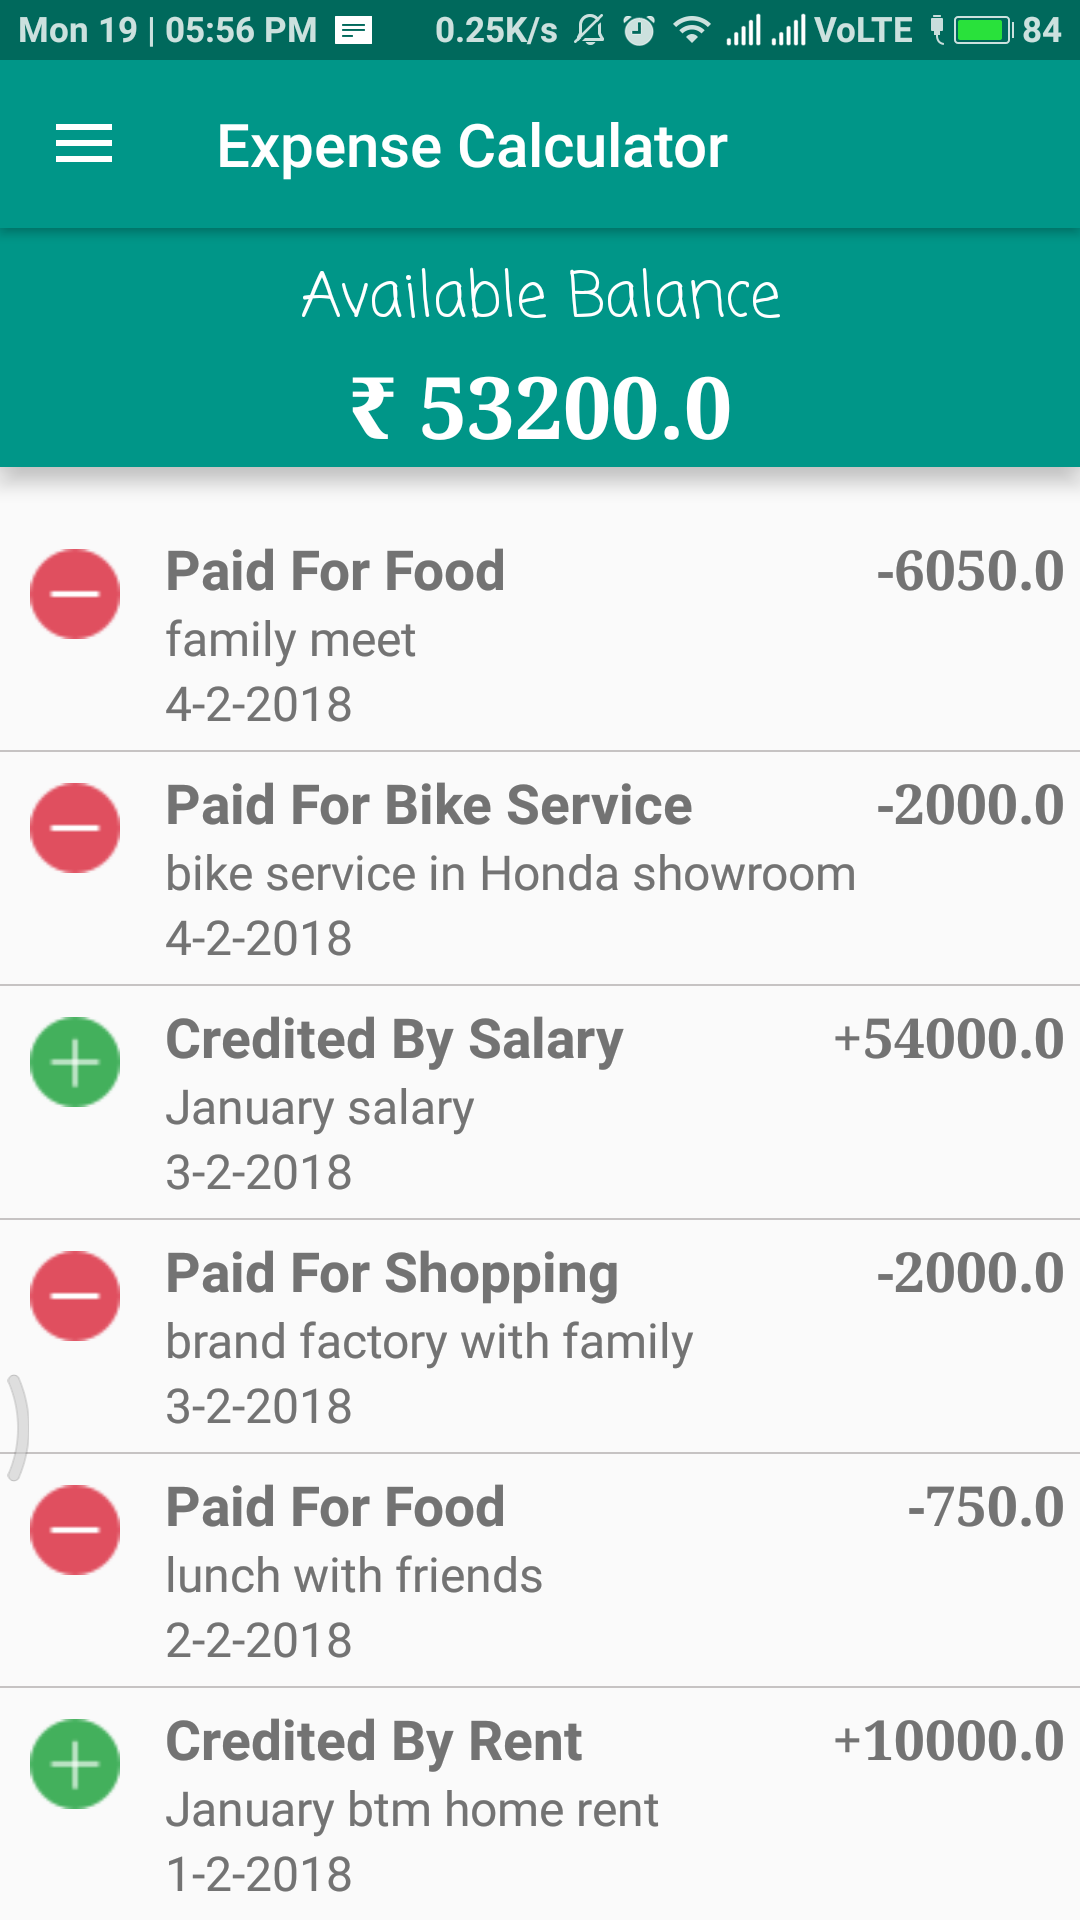 Mon 19 | 05:56 PM 0.25K/s VoLTE 84
Expense Calculator
Available Balance
₹ 53200.0
Paid For Food -6050.0
family meet
4-2-2018
Paid For Bike Service -2000.0
bike service in Honda showroom
4-2-2018
Credited By Salary +54000.0
January salary
3-2-2018
Paid For Shopping -2000.0
brand factory with family
3-2-2018
Paid For Food -750.0
lunch with friends
2-2-2018
Credited By Rent +10000.0
January btm home rent
1-2-2018